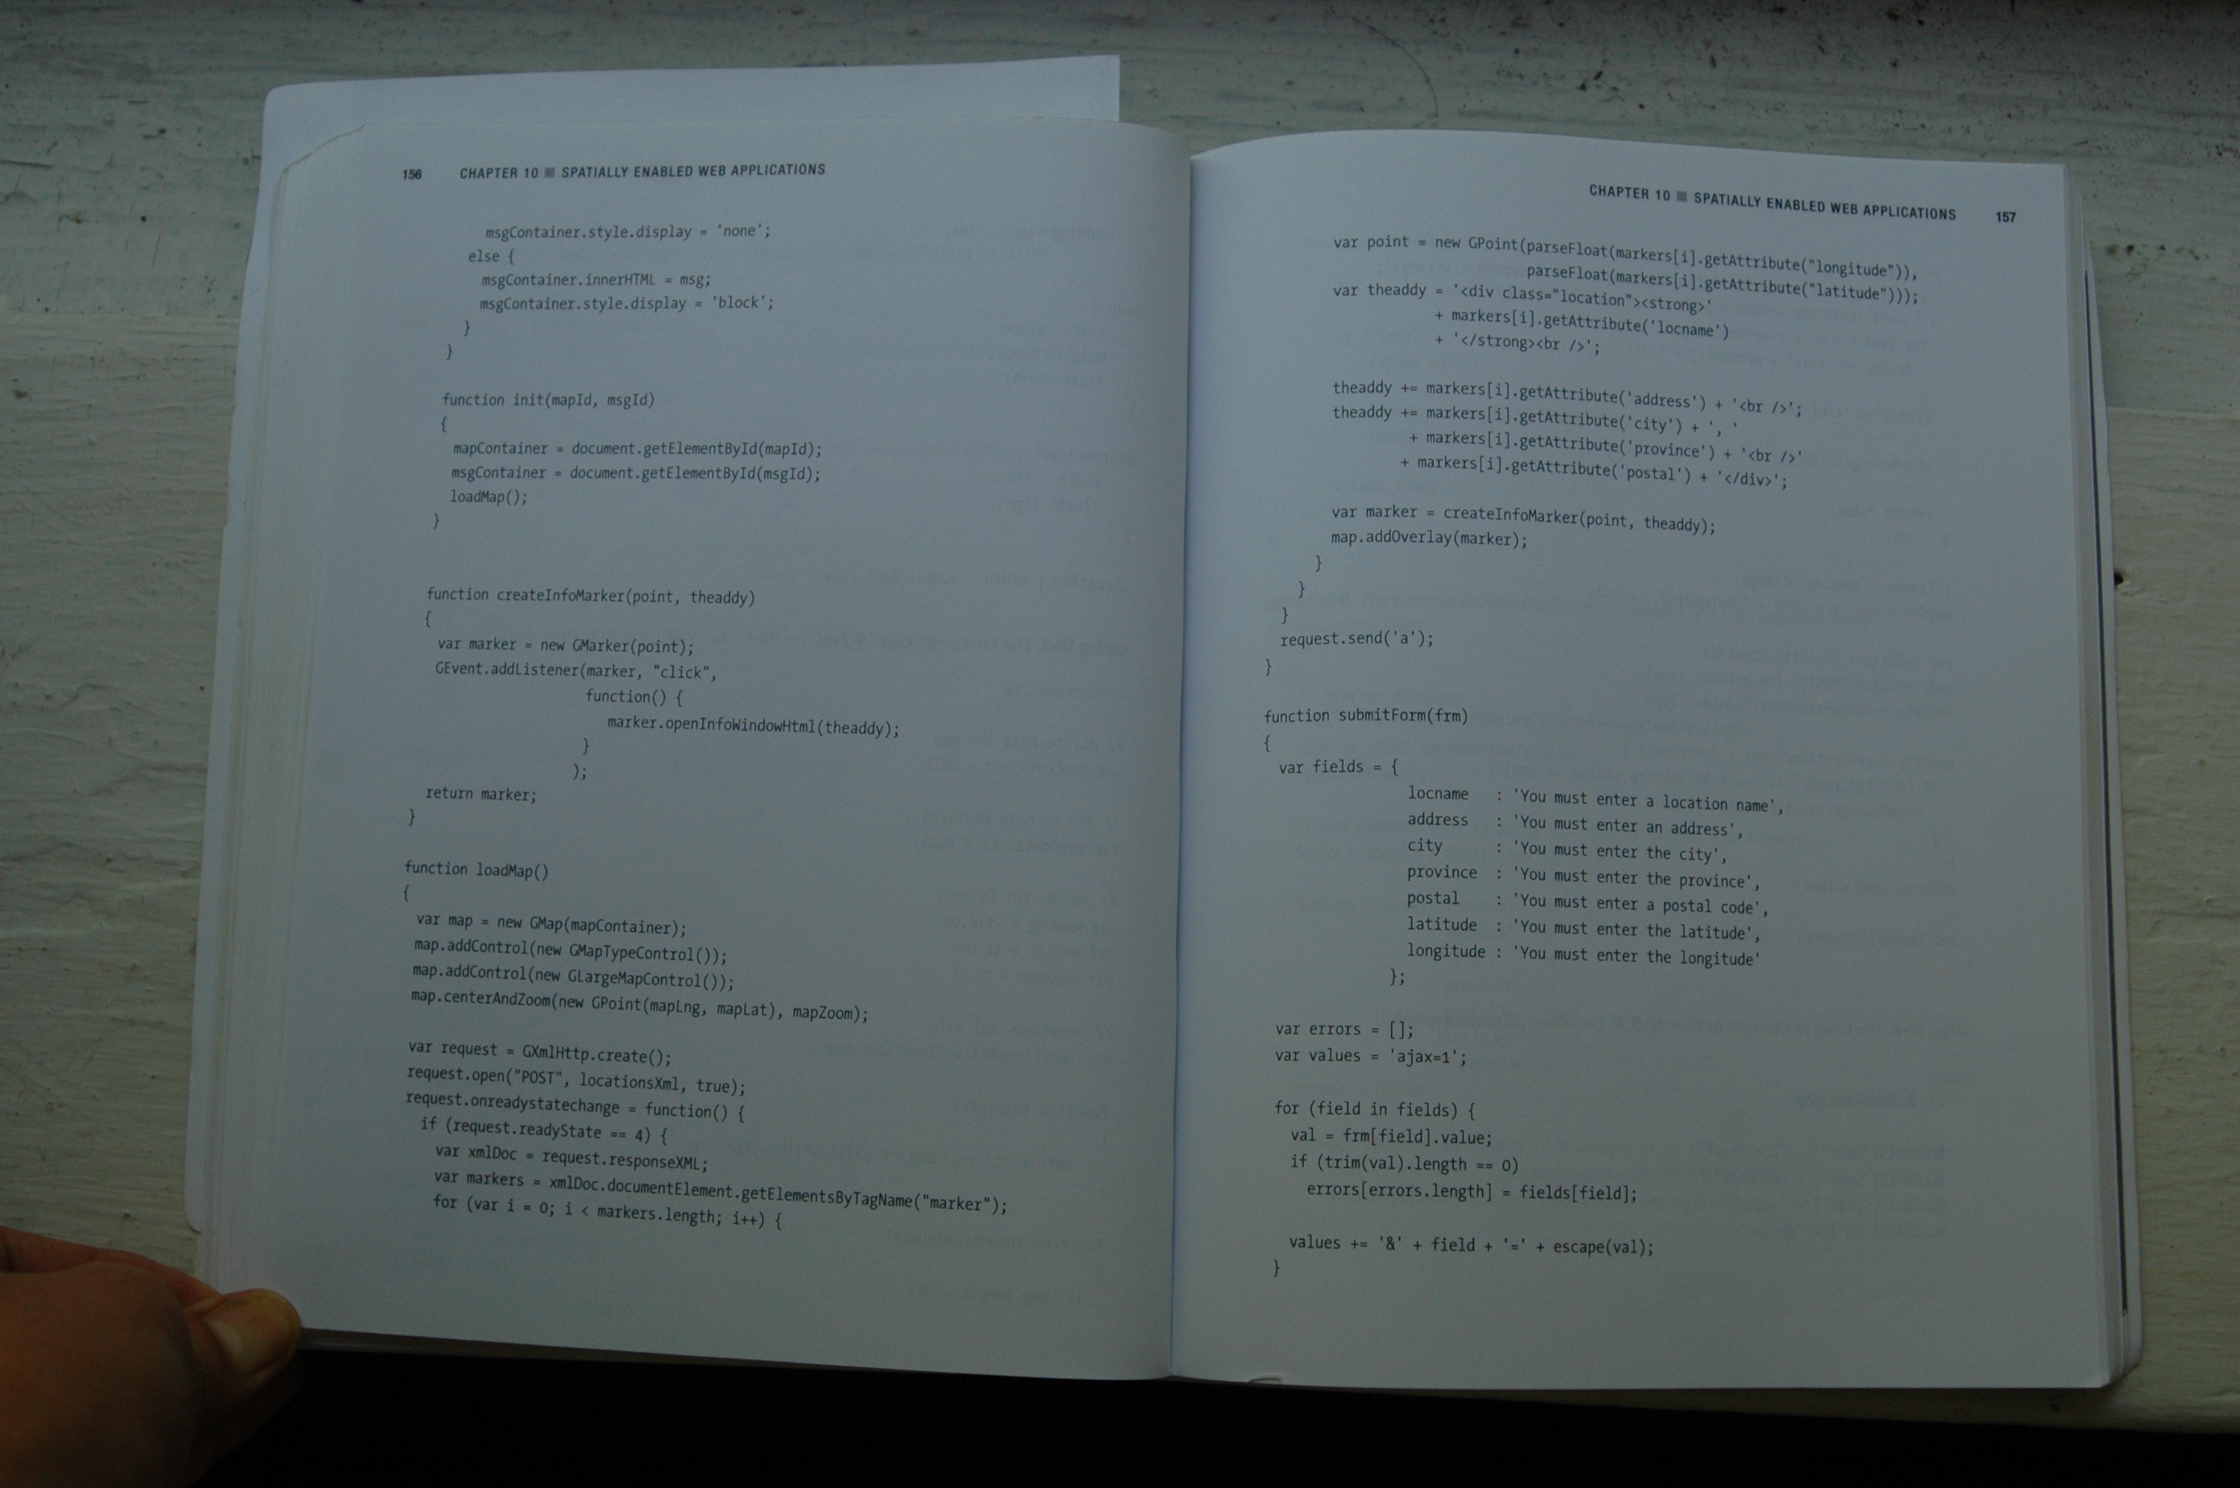 156 CHAPTER 10 ■ SPATIALLY ENABLED WEB APPLICATIONS
msgContainer.style.display = 'none';
else {
msgContainer.innerHTML = msg;
msgContainer.style.display = 'block';
}
}
function init(mapId, msgId)
{
mapContainer = document.getElementById(mapId);
msgContainer = document.getElementById(msgId);
loadMap();
}
function createInfoMarker(point, theaddy)
{
var marker = new GMarker(point);
GEvent.addListener(marker, "click",
function() {
marker.openInfoWindowHtml(theaddy);
}
);
return marker;
}
function loadMap()
{
var map = new GMap(mapContainer);
map.addControl(new GMapTypeControl());
map.addControl(new GLargeMapControl());
map.centerAndZoom(new GPoint(mapLng, mapLat), mapZoom);
var request = GXmlHttp.create();
request.open("POST", locationsXml, true);
request.onreadystatechange = function() {
if (request.readyState == 4) {
var xmlDoc = request.responseXML;
var markers = xmlDoc.documentElement.getElementsByTagName("marker");
for (var i = 0; i < markers.length; i++) {
CHAPTER 10 ■ SPATIALLY ENABLED WEB APPLICATIONS 157
var point = new GPoint(parseFloat(markers[i].getAttribute("longitude")),
parseFloat(markers[i].getAttribute("latitude")));
var theaddy = '<div class="location"><strong>'
+ markers[i].getAttribute('locname')
+ '</strong><br />';
theaddy += markers[i].getAttribute('address') + '<br />';
theaddy += markers[i].getAttribute('city') + ', '
+ markers[i].getAttribute('province') + '<br />'
+ markers[i].getAttribute('postal') + '</div>';
var marker = createInfoMarker(point, theaddy);
map.addOverlay(marker);
}
}
}
request.send('a');
}
function submitForm(frm)
{
var fields = {
locname : 'You must enter a location name',
address : 'You must enter an address',
city : 'You must enter the city',
province : 'You must enter the province',
postal : 'You must enter a postal code',
latitude : 'You must enter the latitude',
longitude : 'You must enter the longitude'
};
var errors = [];
var values = 'ajax=1';
for (field in fields) {
val = frm[field].value;
if (trim(val).length == 0)
errors[errors.length] = fields[field];
values += '&' + field + '=' + escape(val);
}